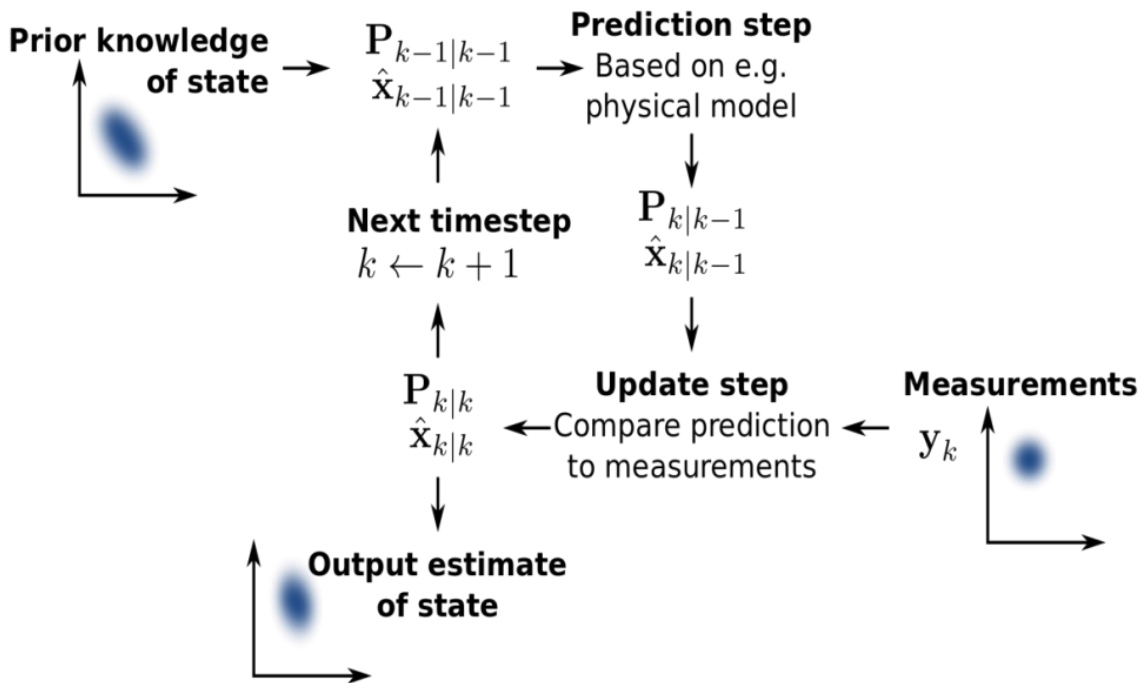 Prior knowledge
of state
P_{k−1|k−1}
x̂_{k−1|k−1}
Prediction step
Based on e.g.
physical model
P_{k|k−1}
x̂_{k|k−1}
Next timestep
k ← k + 1
P_{k|k}
x̂_{k|k}
Update step
Compare prediction
to measurements
Measurements
y_k
Output estimate
of state